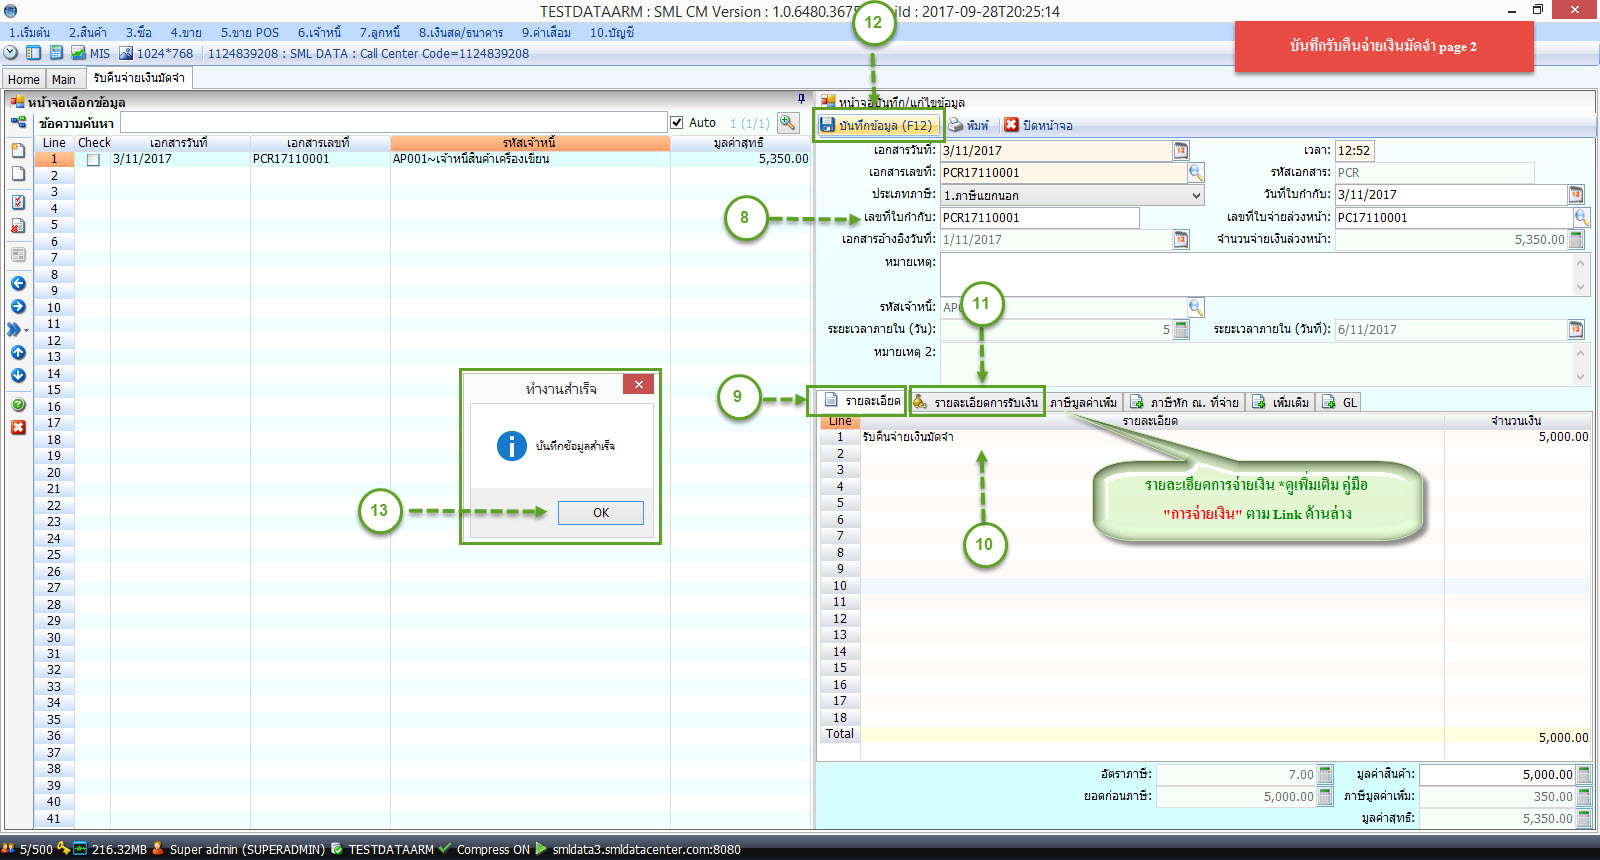 TESTDATAARM : SML CM Version : 1.0.6480.367 ild : 2017-09-28T20:25:14
12
บันทึกรับคืนจ่ายเงินมัดจำ page 2
1.เริ่มต้น 2.สินค้า 3.ซื้อ 4.ขาย 5.ขาย POS 6.เจ้าหนี้ 7.ลูกหนี้ 8.เงินสด/ธนาคาร 9.ค่าเสื่อม 10.บัญชี
MIS 1024*768 1124839208 : SML DATA : Call Center Code=1124839208
Home Main รับคืนจ่ายเงินมัดจำ
หน้าจอเลือกข้อมูล
ข้อความค้นหา Auto 1 (1/1)
Line Check เอกสารวันที่ เอกสารเลขที่ รหัสเจ้าหนี้ มูลค่าสุทธิ
1 3/11/2017 PCR17110001 AP001~เจ้าหนี้สินค้าเครื่องเขียน 5,350.00
2
3
4
5
6
7
8
9
10
11
12
13
14
15
16
17
18
19
20
21
22
23
24
25
26
27
28
29
30
31
32
33
34
35
36
37
38
39
40
41
ทำงานสำเร็จ
บันทึกข้อมูลสำเร็จ
OK
13
หน้าจอบันทึก/แก้ไขข้อมูล
บันทึกข้อมูล (F12) พิมพ์ ปิดหน้าจอ
เอกสารวันที่: 3/11/2017 เวลา: 12:52
เอกสารเลขที่: PCR17110001 รหัสเอกสาร: PCR
ประเภทภาษี: 1.ภาษีแยกนอก วันที่ใบกำกับ: 3/11/2017
8 เลขที่ใบกำกับ: PCR17110001 เลขที่ใบจ่ายล่วงหน้า: PC17110001
เอกสารอ้างอิงวันที่: 1/11/2017 จำนวนจ่ายเงินล่วงหน้า: 5,350.00
หมายเหตุ:
รหัสเจ้าหนี้: 11
ระยะเวลาภายใน (วัน): 5 ระยะเวลาภายใน (วันที่): 6/11/2017
หมายเหตุ 2:
9 รายละเอียด รายละเอียดการรับเงิน ภาษีมูลค่าเพิ่ม ภาษีหัก ณ. ที่จ่าย เพิ่มเติม GL
Line รายละเอียด จำนวนเงิน
1 รับคืนจ่ายเงินมัดจำ 5,000.00
2
3
4
5
6
7
8
9
10
11
12
13
14
15
16
17
18
Total 5,000.00
รายละเอียดการจ่ายเงิน *ดูเพิ่มเติม คู่มือ
"การจ่ายเงิน" ตาม Link ด้านล่าง
10
อัตราภาษี: 7.00 มูลค่าสินค้า: 5,000.00
ยอดก่อนภาษี: 5,000.00 ภาษีมูลค่าเพิ่ม: 350.00
มูลค่าสุทธิ: 5,350.00
5/500 216.32MB Super admin (SUPERADMIN) TESTDATAARM Compress ON smldata3.smldatacenter.com:8080